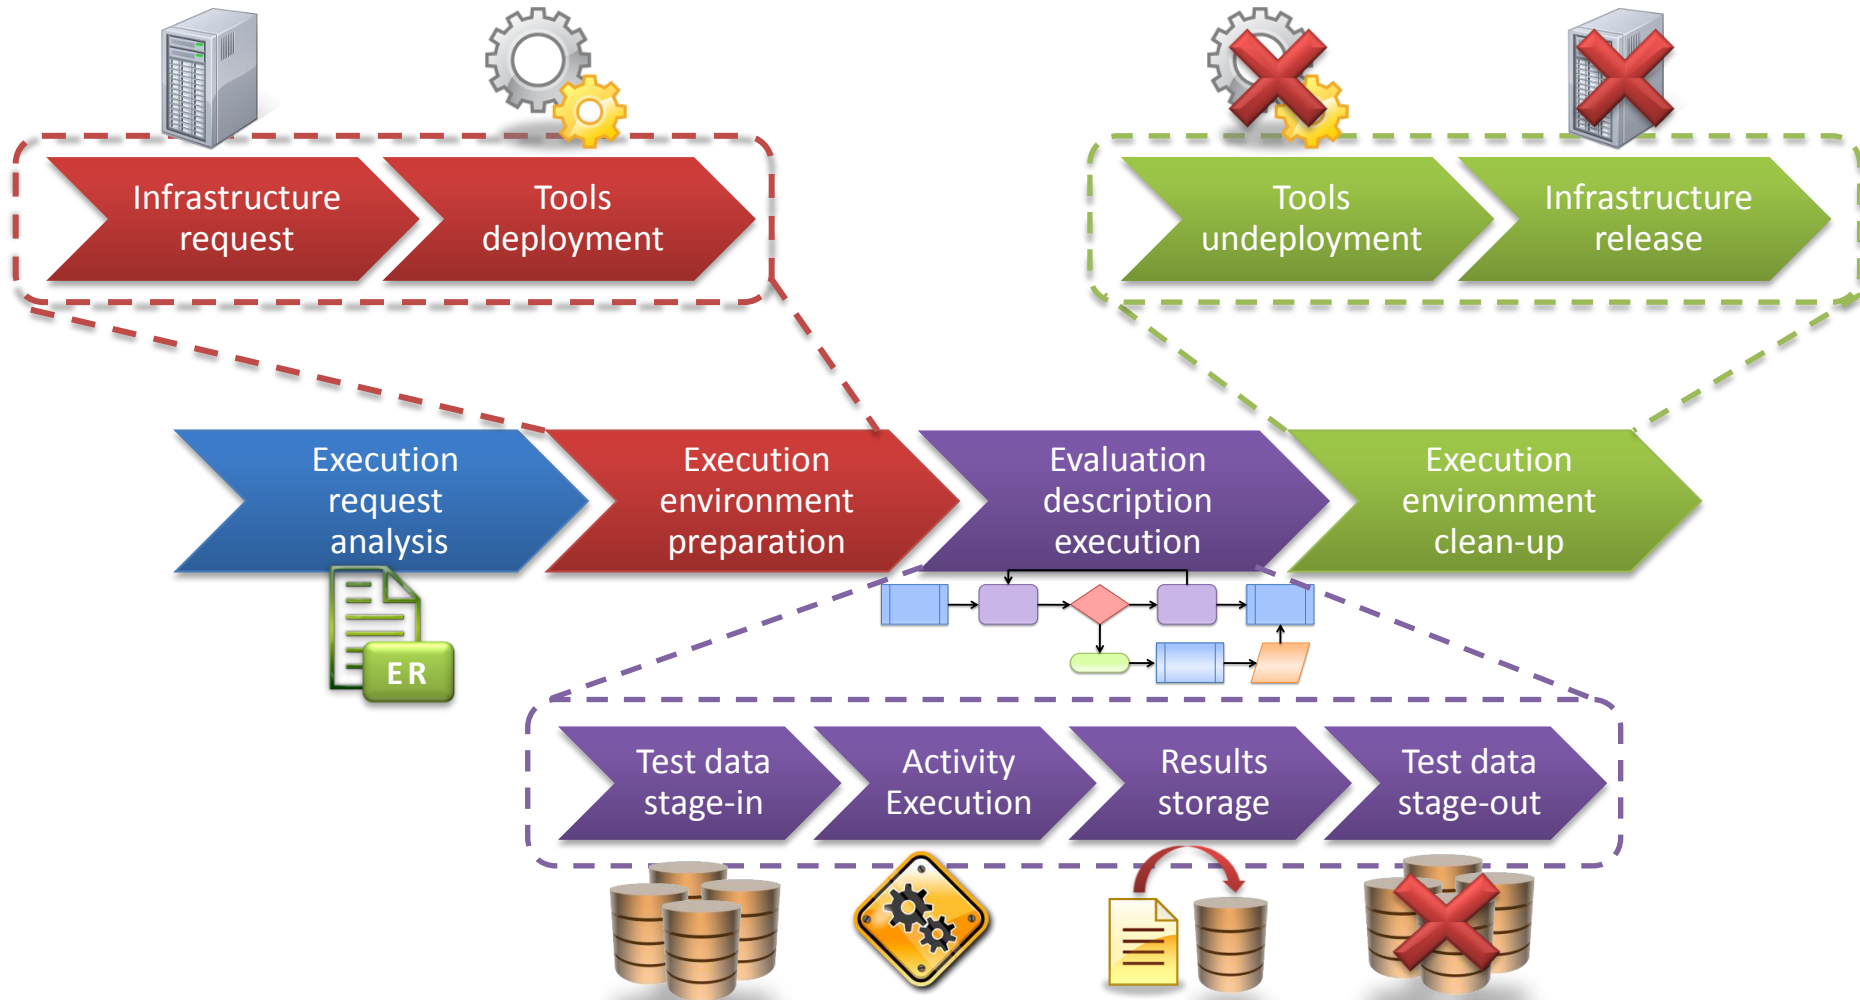 Infrastructure
request
Tools
deployment
Tools
undeployment
Infrastructure
release
Execution
request
analysis
Execution
environment
preparation
Evaluation
description
execution
Execution
environment
clean-up
ER
Test data
stage-in
Activity
Execution
Results
storage
Test data
stage-out